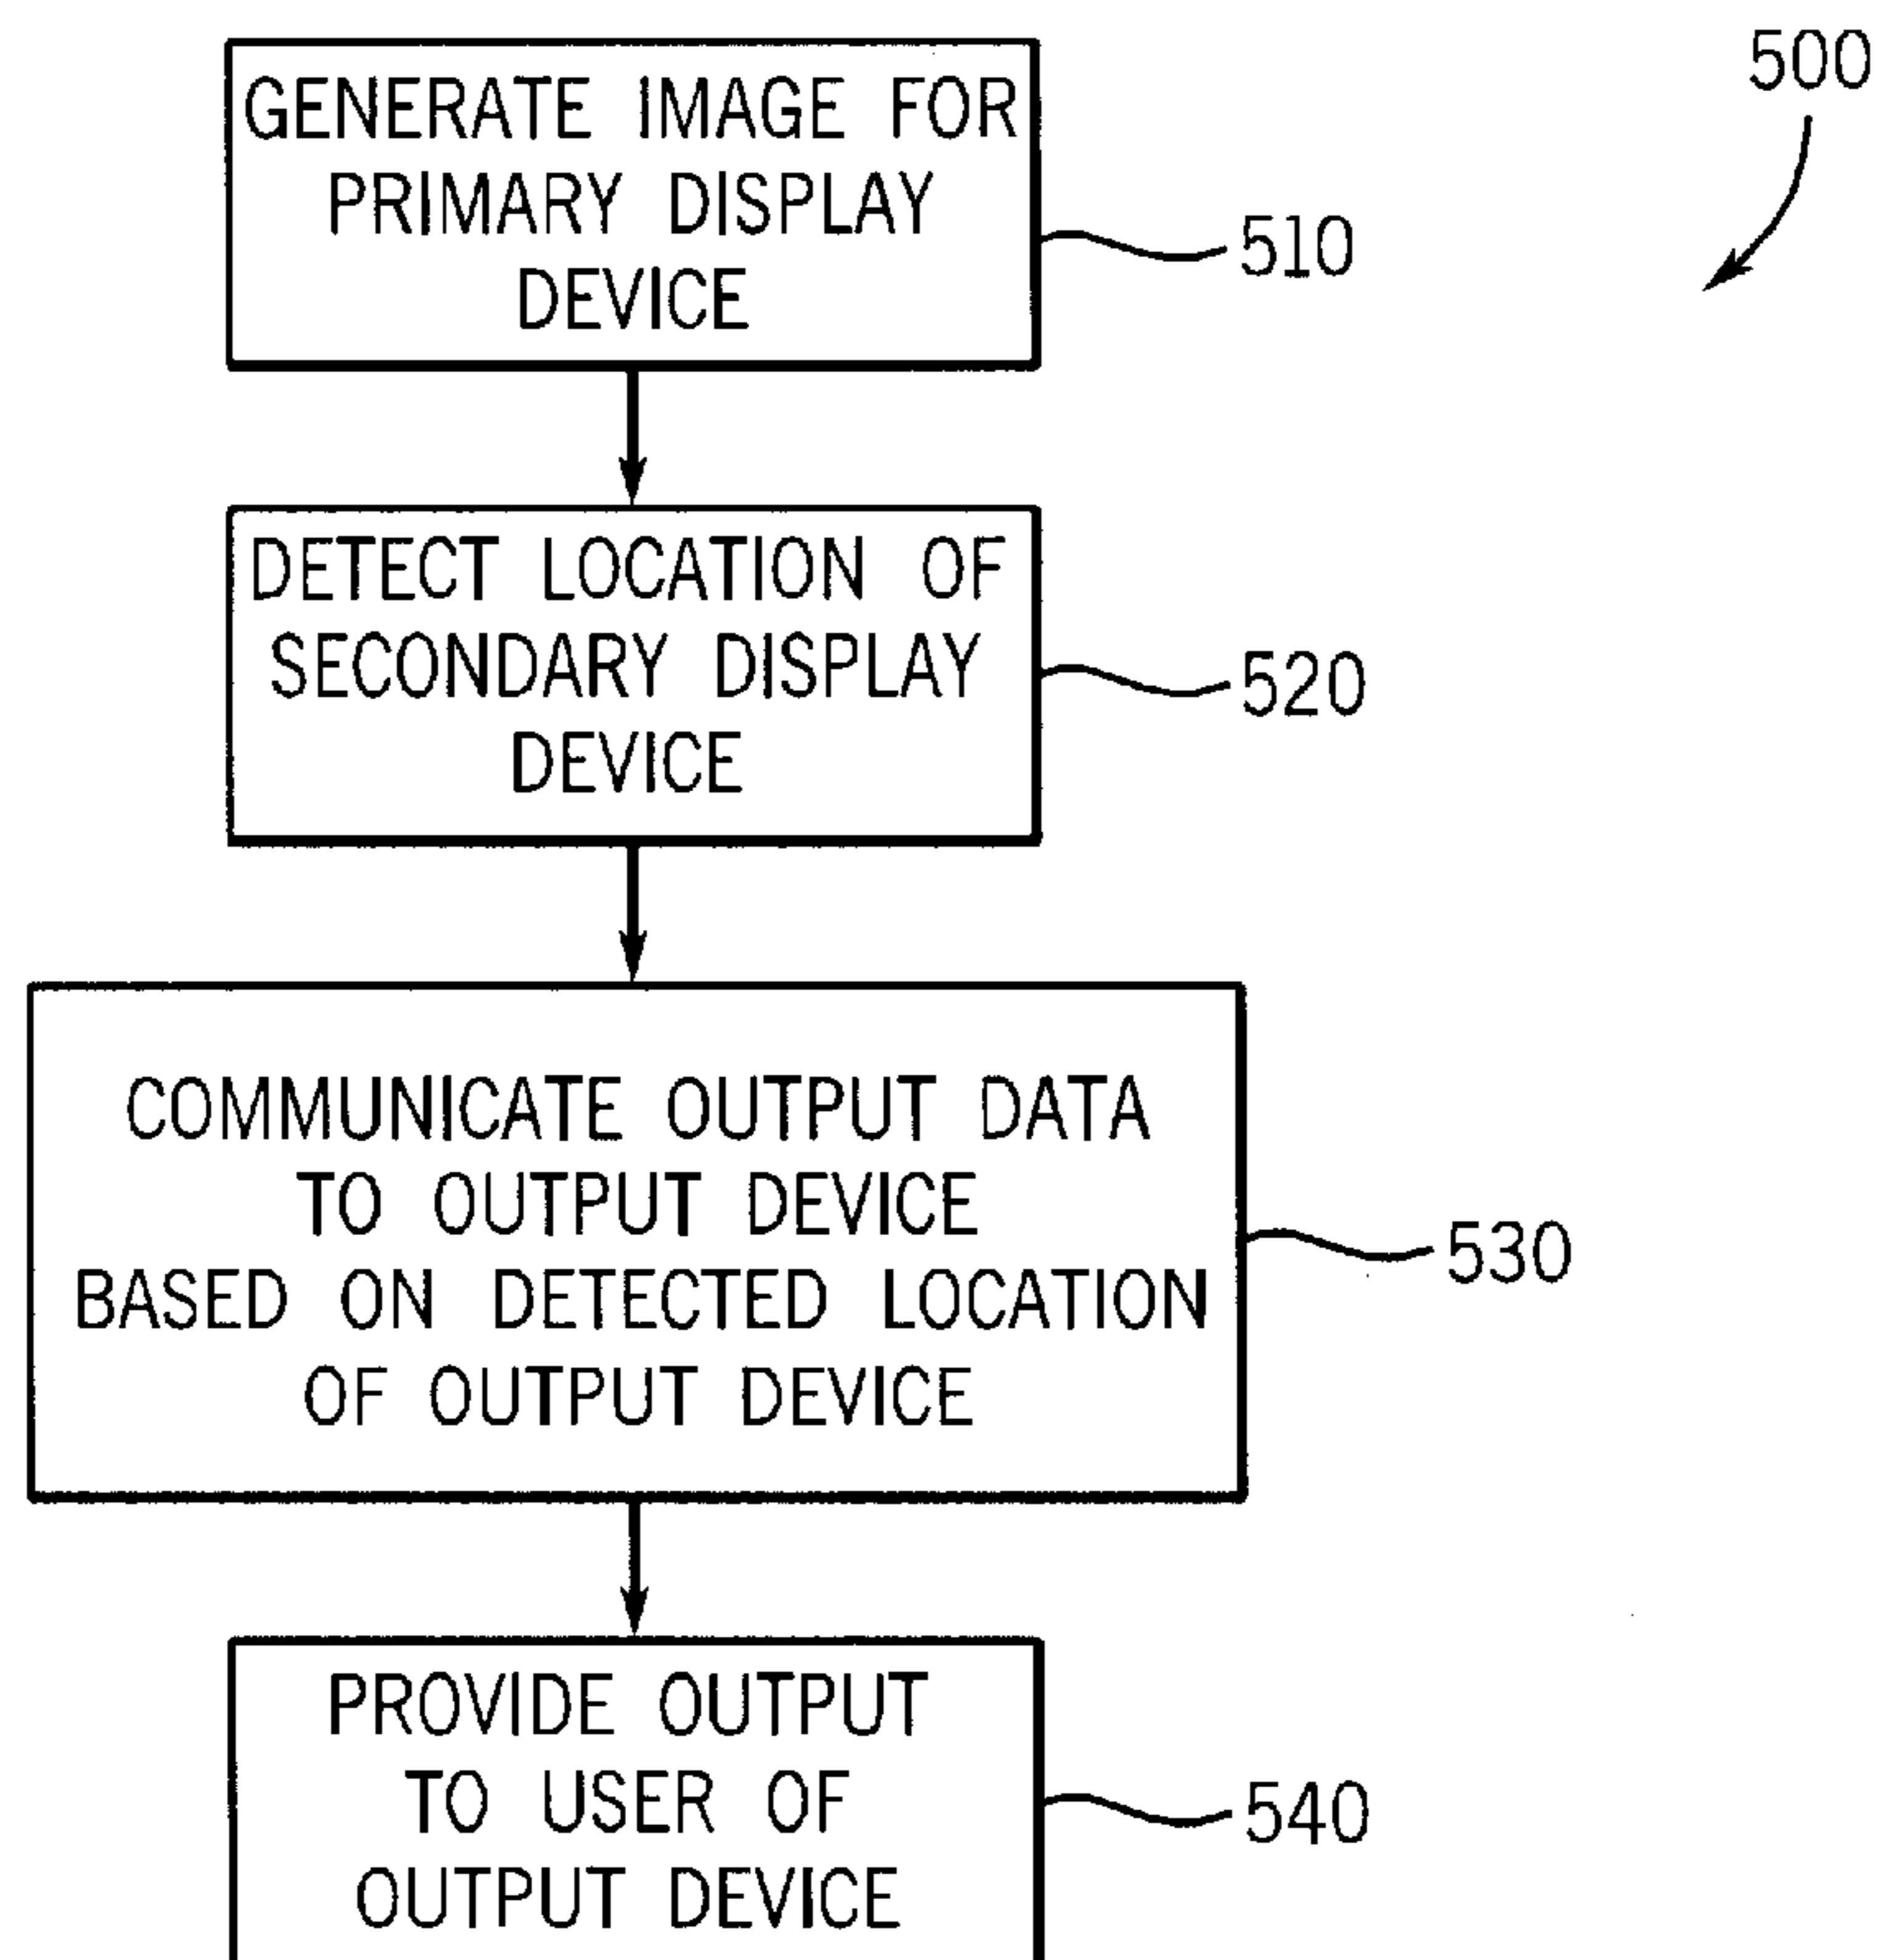 500
GENERATE IMAGE FOR
PRIMARY DISPLAY
DEVICE
510
DETECT LOCATION OF
SECONDARY DISPLAY
DEVICE
520
COMMUNICATE OUTPUT DATA
TO OUTPUT DEVICE
BASED ON DETECTED LOCATION
OF OUTPUT DEVICE
530
PROVIDE OUTPUT
TO USER OF
OUTPUT DEVICE
540